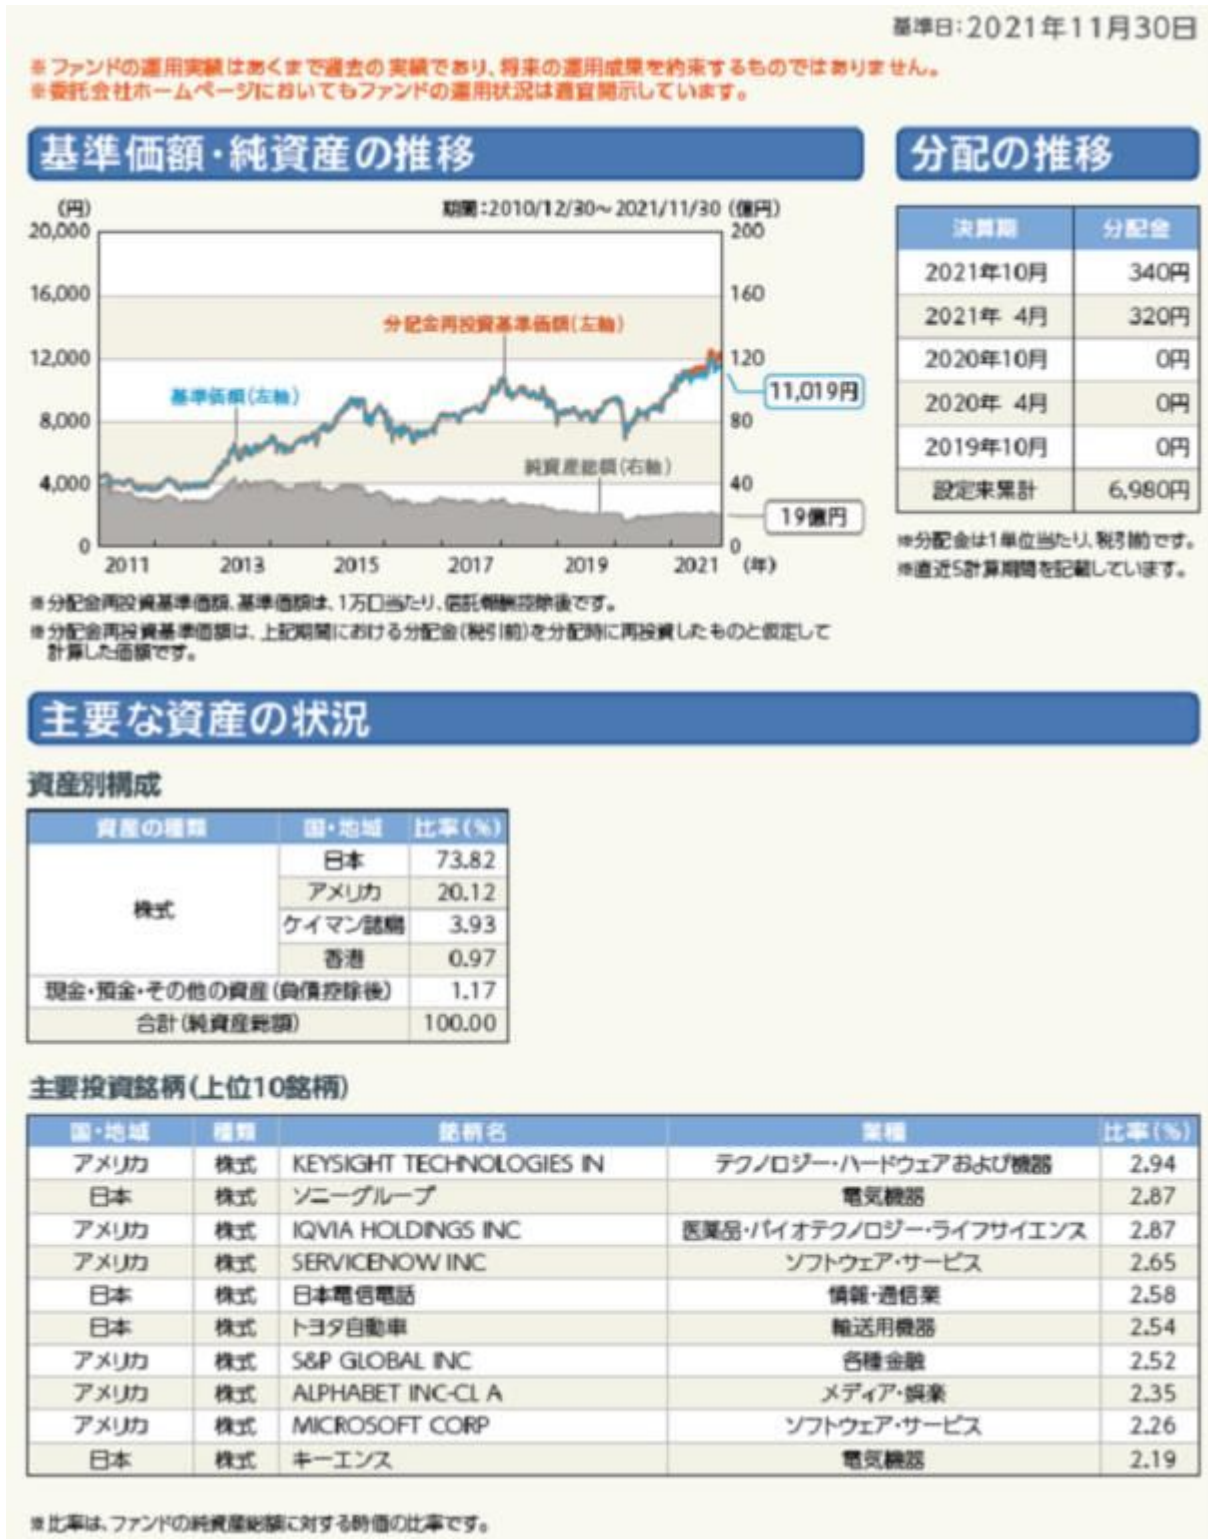 基準日:2021年11月30日
※ファンドの運用実績はあくまで過去の実績であり、将来の運用成果を約束するものではありません。
※委託会社ホームページにおいてもファンドの運用状況は適宜開示しています。
基準価額・純資産の推移
(円)
期間:2010/12/30～2021/11/30
(億円)
20,000
200
16,000
160
分配金再投資基準価額(左軸)
12,000
120
基準価額(左軸)
11,019円
8,000
80
純資産総額(右軸)
4,000
40
19億円
0
0
2011 2013 2015 2017 2019 2021 (年)
※分配金再投資基準価額、基準価額は、1万口当たり、信託報酬控除後です。
※分配金再投資基準価額は、上記期間における分配金(税引前)を分配時に再投資したものと仮定して
計算した価額です。
分配の推移
決算期 分配金
2021年10月 340円
2021年 4月 320円
2020年10月 0円
2020年 4月 0円
2019年10月 0円
設定来累計 6,980円
※分配金は1単位当たり、税引前です。
※直近5計算期間を記載しています。
主要な資産の状況
資産別構成
資産の種類 国・地域 比率(%)
株式
日本 73.82
アメリカ 20.12
ケイマン諸島 3.93
香港 0.97
現金・預金・その他の資産(負債控除後) 1.17
合計(純資産総額) 100.00
主要投資銘柄(上位10銘柄)
国・地域 種類 銘柄名 業種 比率(%)
アメリカ 株式 KEYSIGHT TECHNOLOGIES IN テクノロジー・ハードウェアおよび機器 2.94
日本 株式 ソニーグループ 電気機器 2.87
アメリカ 株式 IQVIA HOLDINGS INC 医薬品・バイオテクノロジー・ライフサイエンス 2.87
アメリカ 株式 SERVICENOW INC ソフトウェア・サービス 2.65
日本 株式 日本電信電話 情報・通信業 2.58
日本 株式 トヨタ自動車 輸送用機器 2.54
アメリカ 株式 S&P GLOBAL INC 各種金融 2.52
アメリカ 株式 ALPHABET INC-CL A メディア・娯楽 2.35
アメリカ 株式 MICROSOFT CORP ソフトウェア・サービス 2.26
日本 株式 キーエンス 電気機器 2.19
※比率は、ファンドの純資産総額に対する時価の比率です。